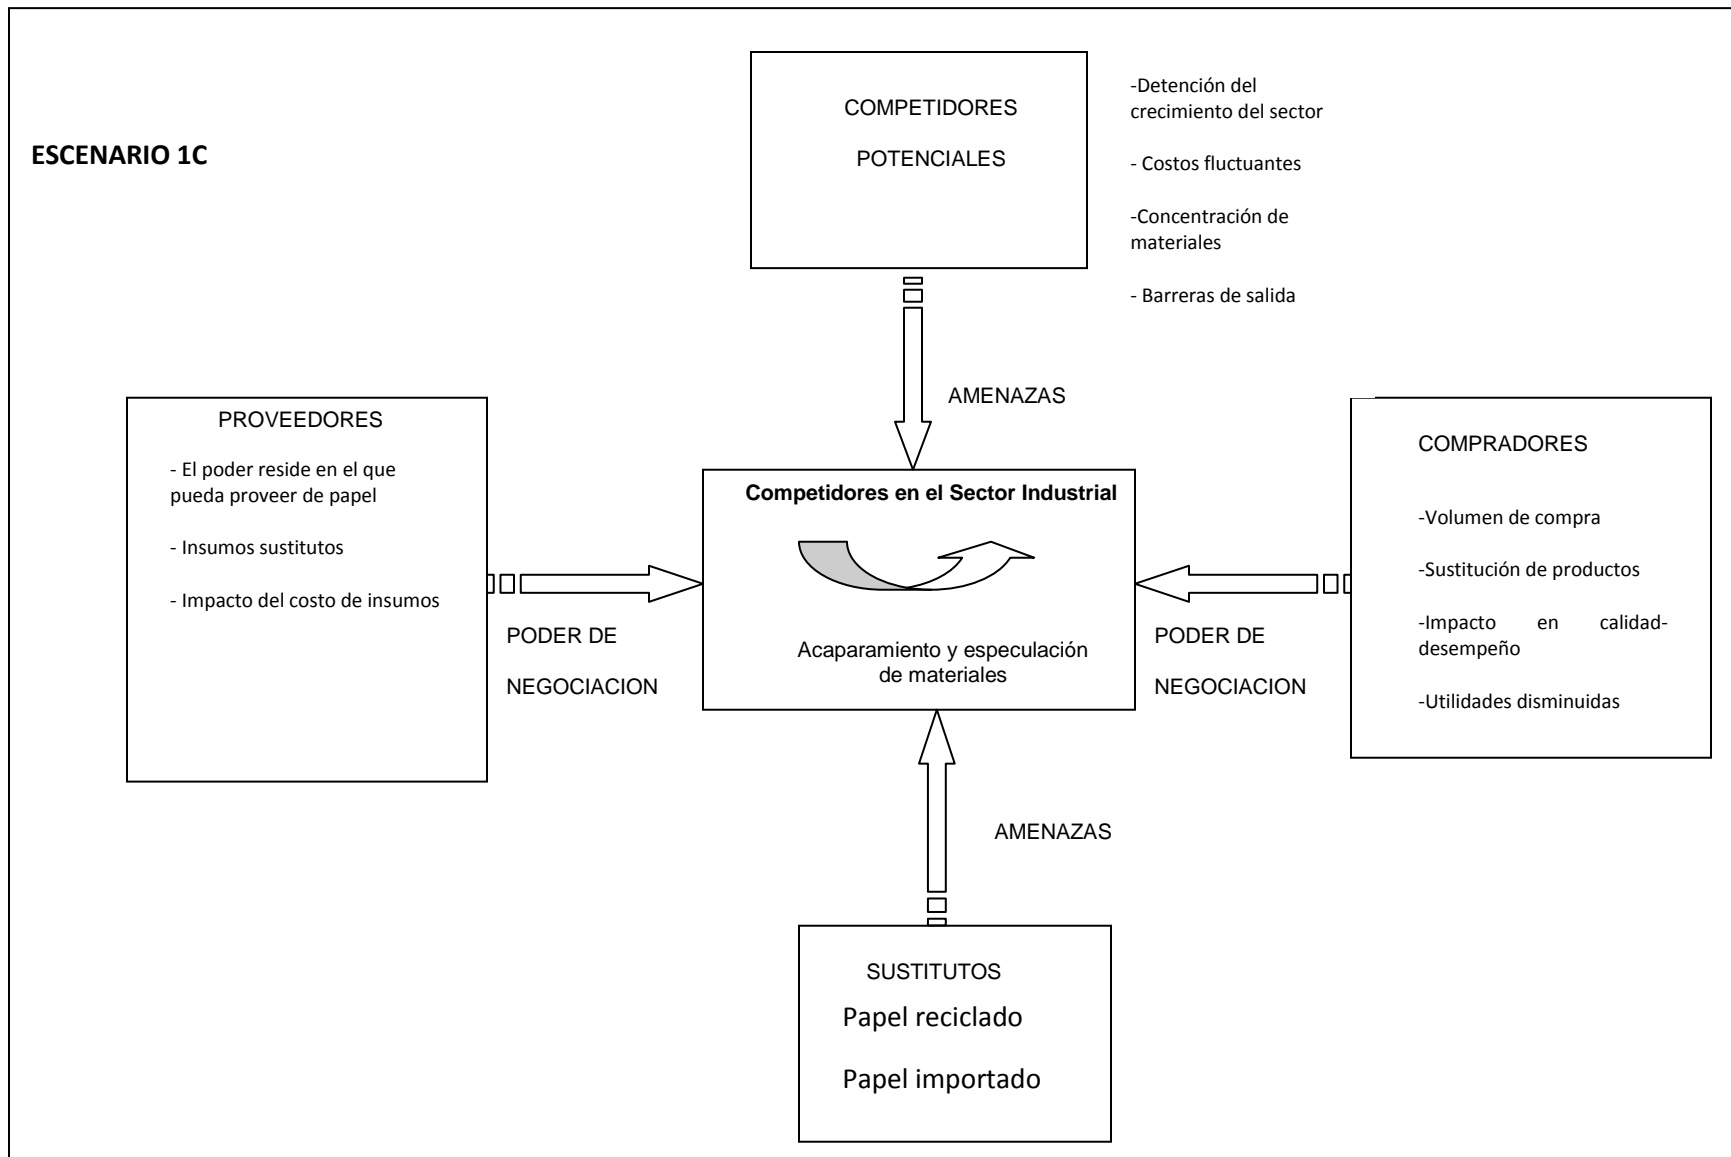 ESCENARIO 1C
COMPETIDORES
POTENCIALES
-Detención del
crecimiento del sector
- Costos fluctuantes
-Concentración de
materiales
- Barreras de salida
AMENAZAS
PROVEEDORES
- El poder reside en el que
pueda proveer de papel
- Insumos sustitutos
- Impacto del costo de insumos
PODER DE
NEGOCIACION
Competidores en el Sector Industrial
Acaparamiento y especulación
de materiales
PODER DE
NEGOCIACION
COMPRADORES
-Volumen de compra
-Sustitución de productos
-Impacto en calidad-
desempeño
-Utilidades disminuidas
AMENAZAS
SUSTITUTOS
Papel reciclado
Papel importado